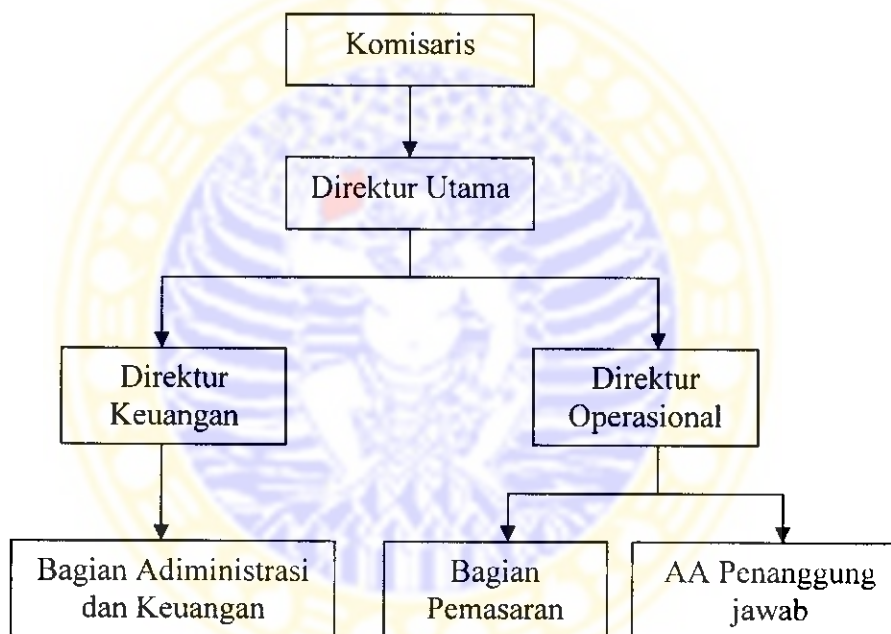 Komisaris
Direktur Utama
Direktur
Keuangan
Direktur
Operasional
Bagian Adiministrasi
dan Keuangan
Bagian
Pemasaran
AA Penanggung
jawab